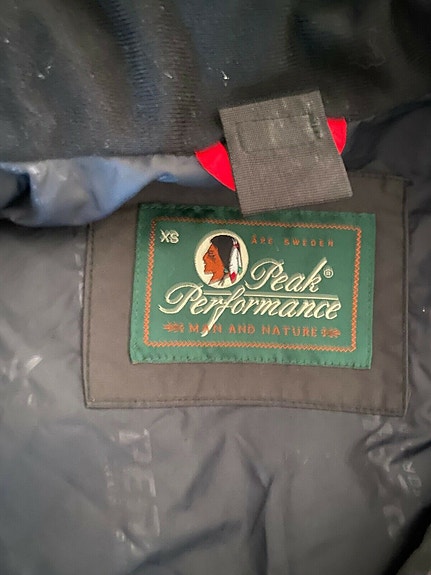 XS
ÅRE SWEDEN
Peak®
Performance
MAN AND NATURE